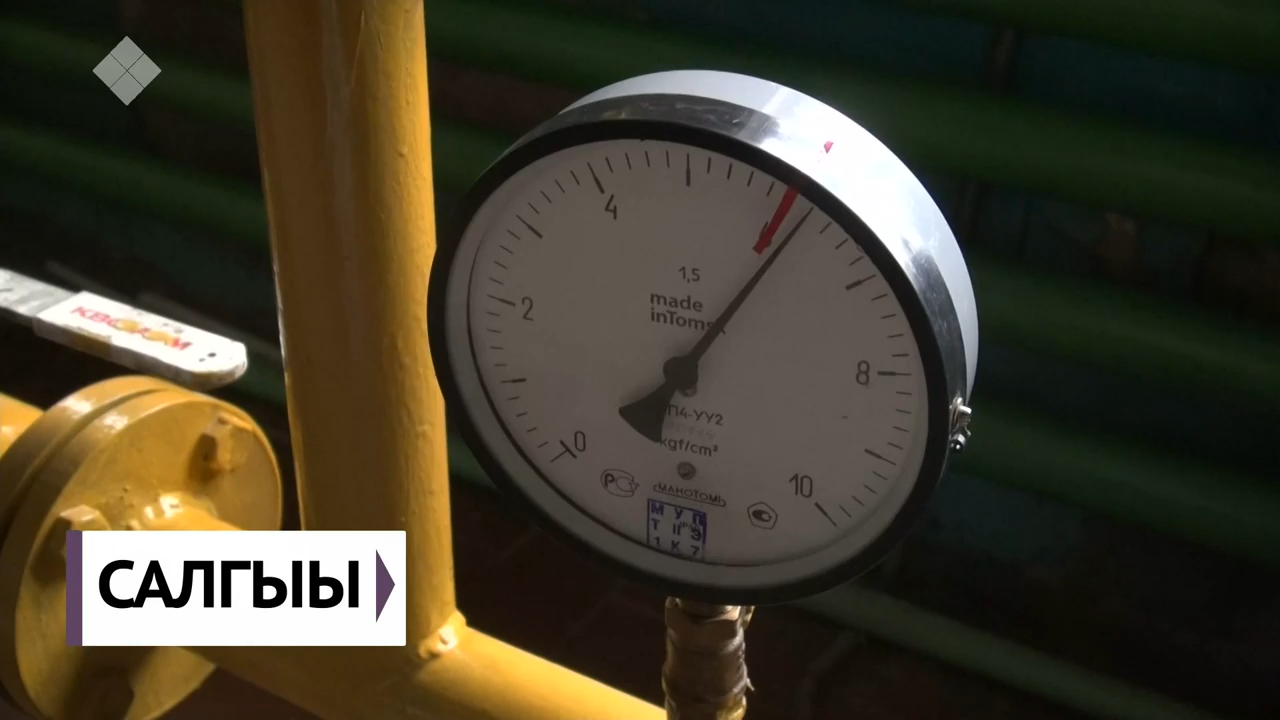 4
2
1,5
made
inTomsk
8
0
kgf/cm²
10
МАНОТОМЬ
М У П
Т II Э
1 К 7
САЛГЫЫ